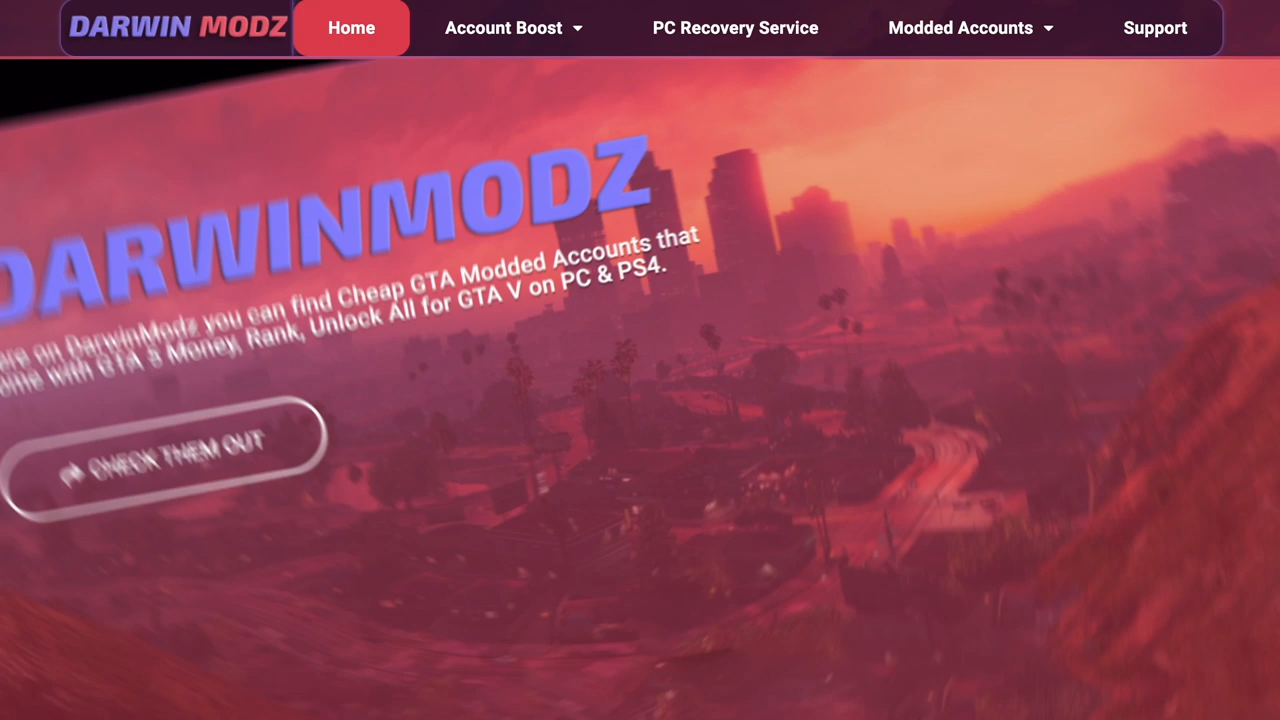 DARWIN MODZ
Home
Account Boost
PC Recovery Service
Modded Accounts
Support
DARWINMODZ
on DarwinModz you can find Cheap GTA Modded Accounts that
with GTA 5 Money, Rank, Unlock All for GTA V on PC & PS4.
CHECK THEM OUT